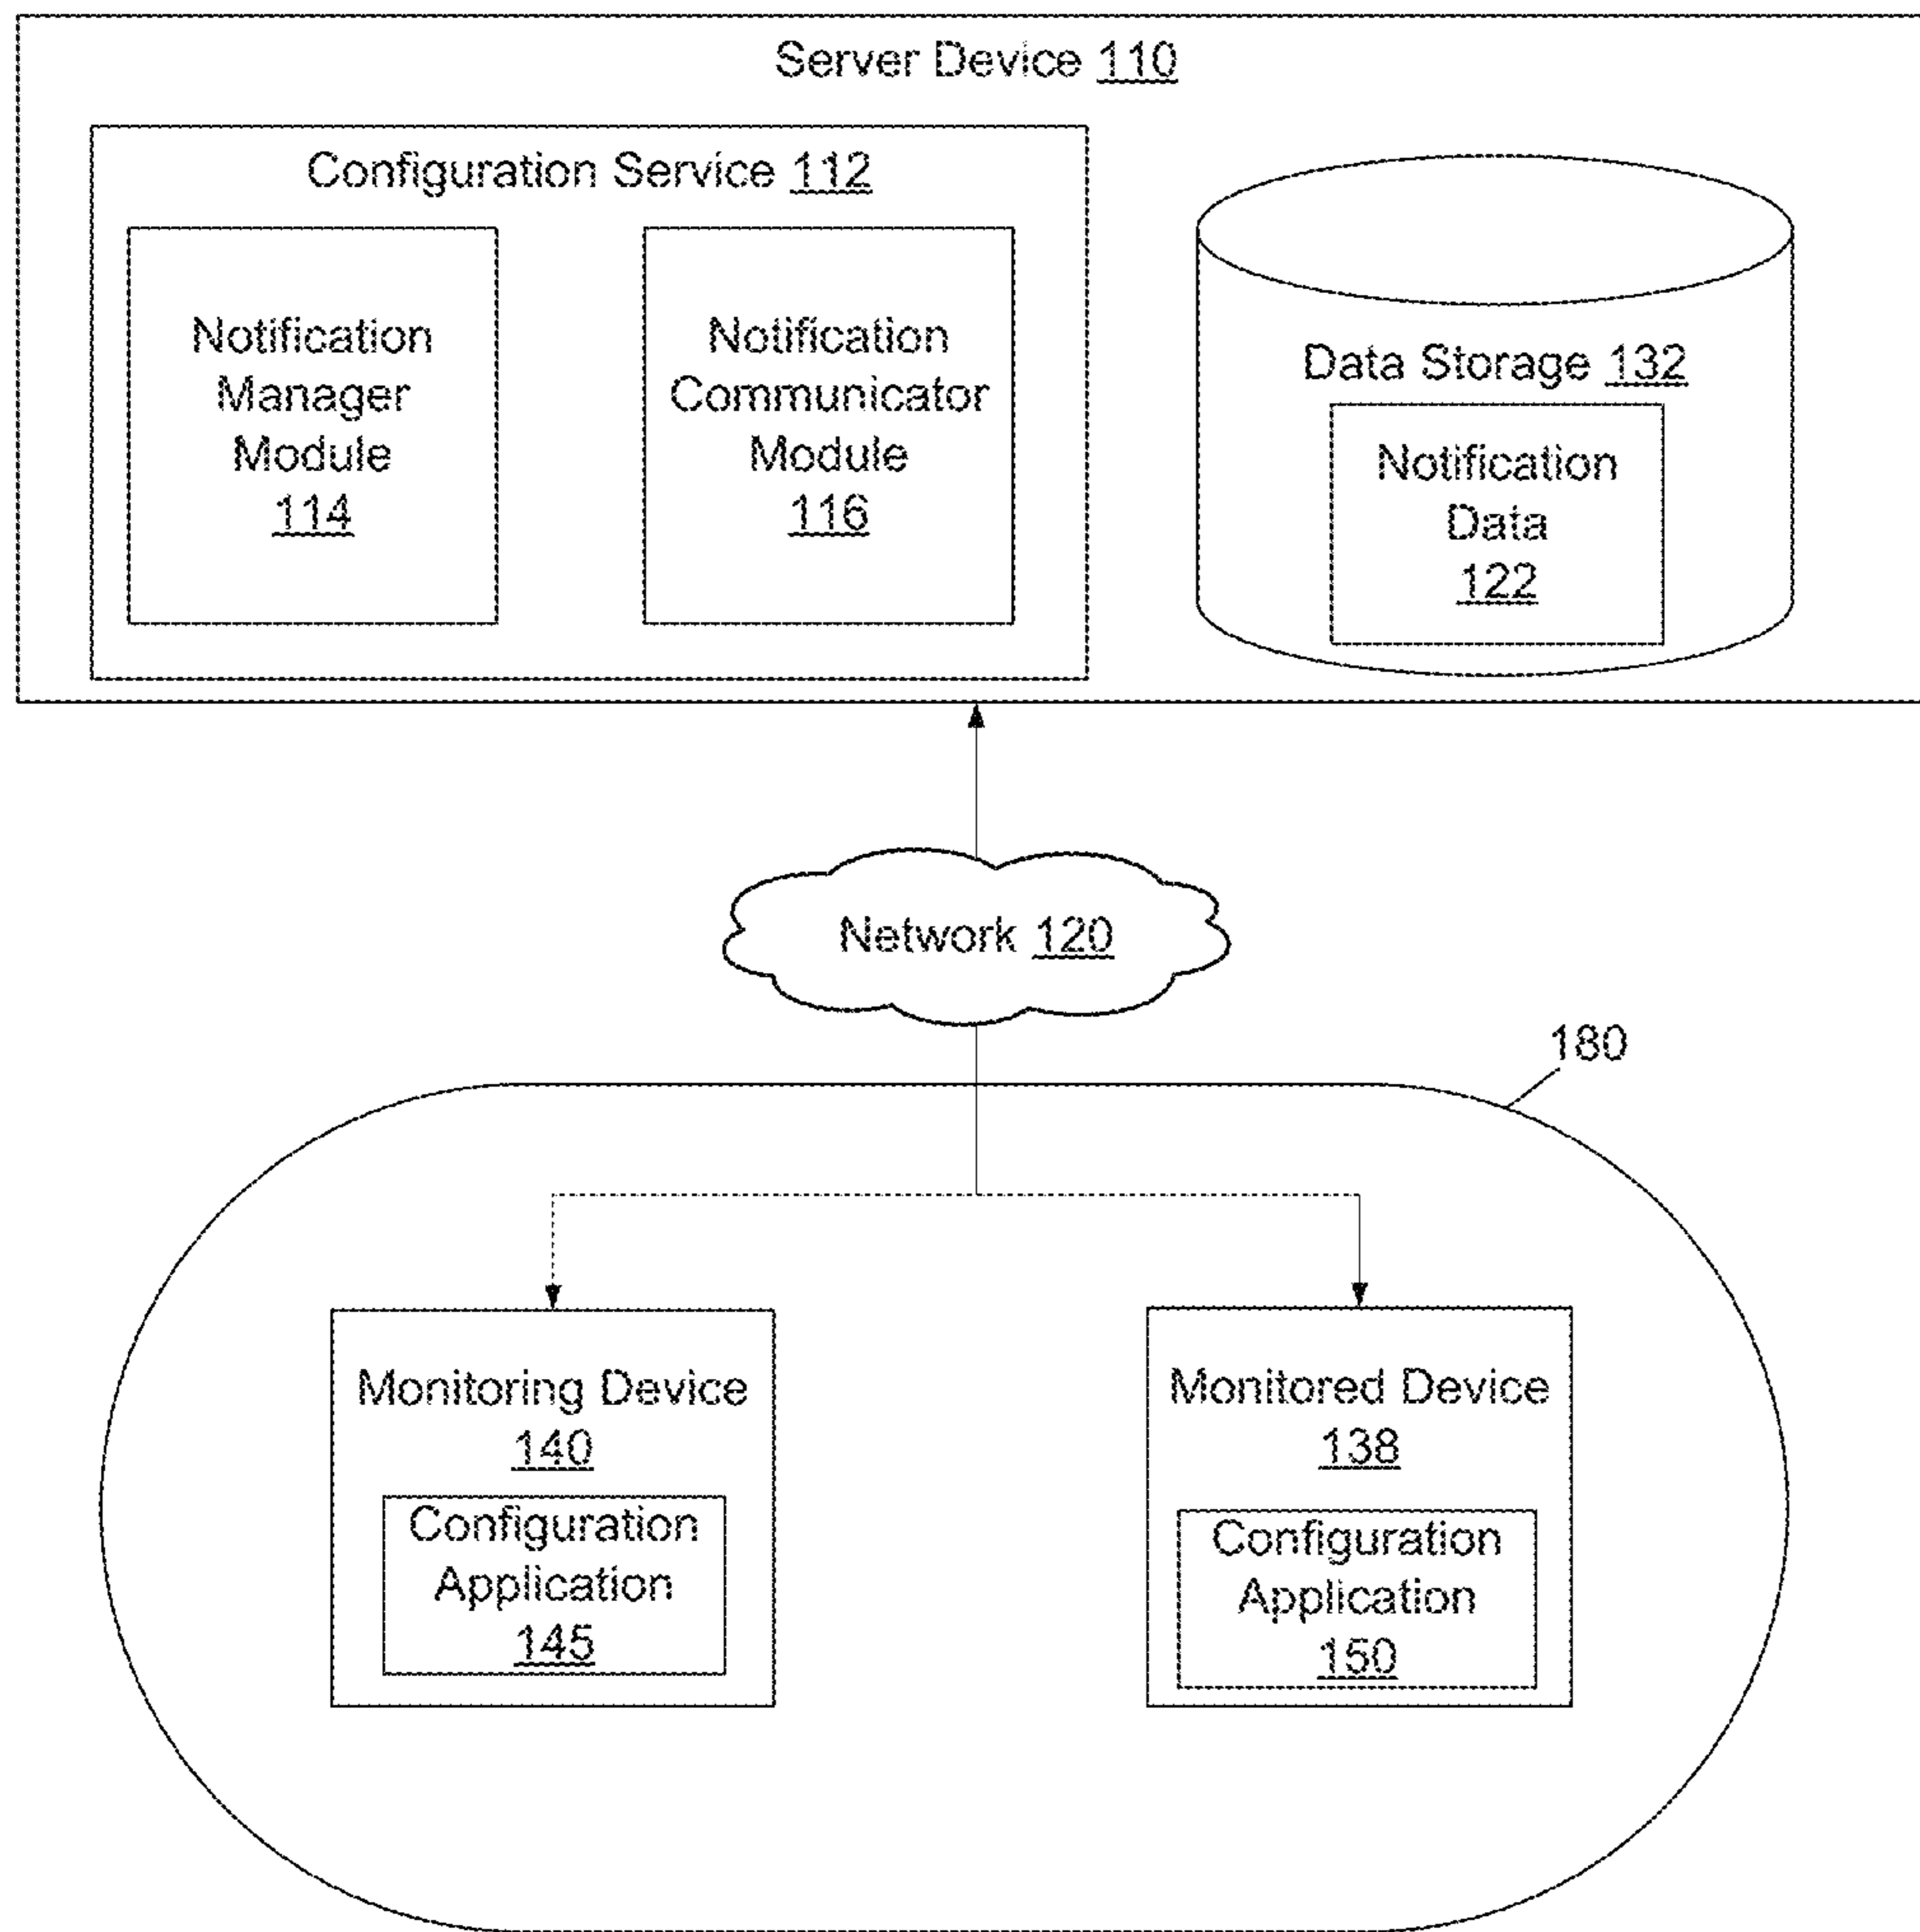 Server Device 110
Configuration Service 112
Notification
Manager
Module
114
Notification
Communicator
Module
116
Data Storage 132
Notification
Data
122
Network 120
180
Monitoring Device
140
Configuration
Application
145
Monitored Device
138
Configuration
Application
150